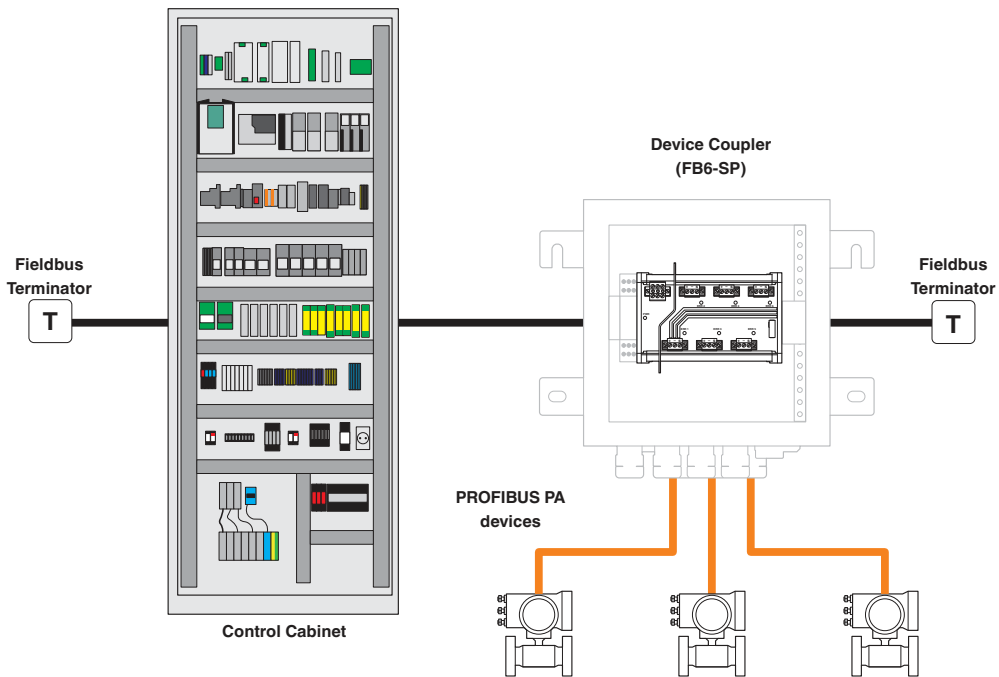 Device Coupler
(FB6-SP)
Fieldbus
Terminator
T
Fieldbus
Terminator
T
PROFIBUS PA
devices
Control Cabinet